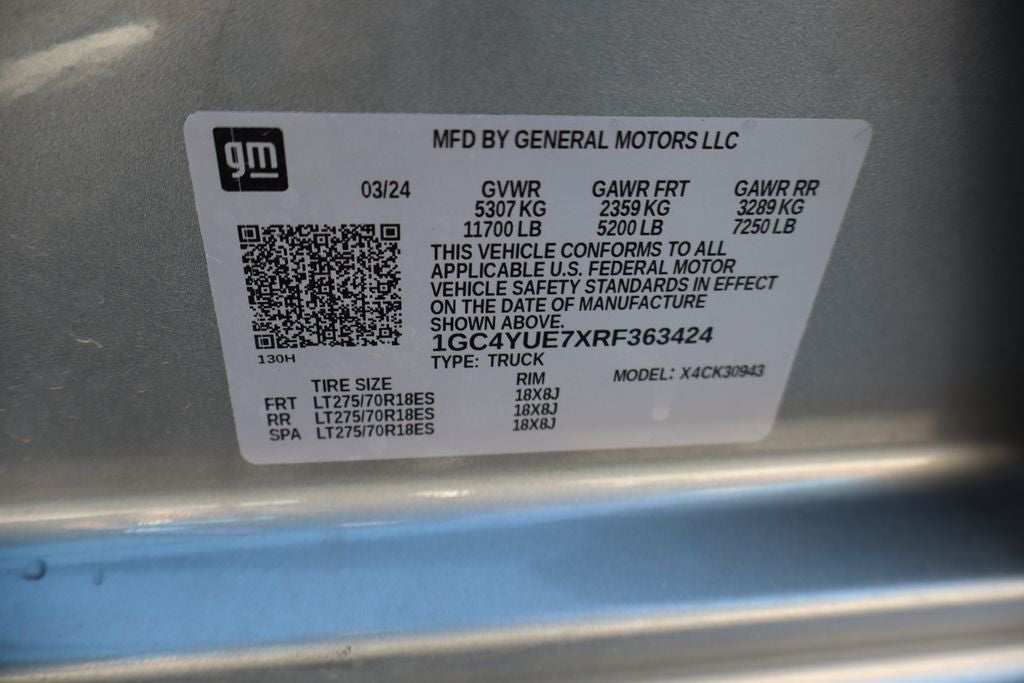 gm
MFD BY GENERAL MOTORS LLC
03/24 GVWR GAWR FRT GAWR RR
5307 KG 2359 KG 3289 KG
11700 LB 5200 LB 7250 LB
THIS VEHICLE CONFORMS TO ALL
APPLICABLE U.S. FEDERAL MOTOR
VEHICLE SAFETY STANDARDS IN EFFECT
ON THE DATE OF MANUFACTURE
SHOWN ABOVE.
1GC4YUE7XRF363424
130H
TYPE: TRUCK
MODEL: X4CK30943
TIRE SIZE RIM
FRT LT275/70R18ES 18X8J
RR LT275/70R18ES 18X8J
SPA LT275/70R18ES 18X8J